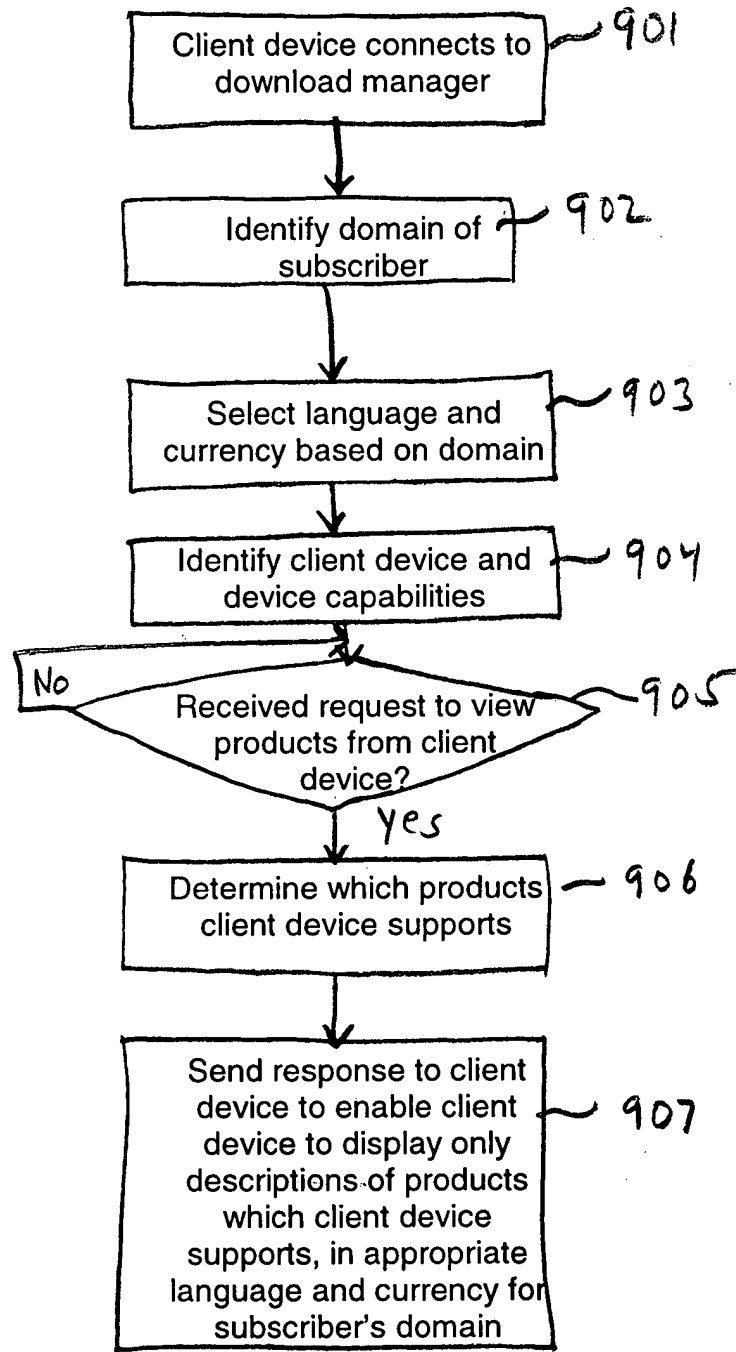 Client device connects to
download manager
901
Identify domain of
subscriber
902
Select language and
currency based on domain
903
Identify client device and
device capabilities
904
No
Received request to view
products from client
device?
905
Yes
Determine which products
client device supports
906
Send response to client
device to enable client
device to display only
descriptions of products
which client device
supports, in appropriate
language and currency for
subscriber's domain
907